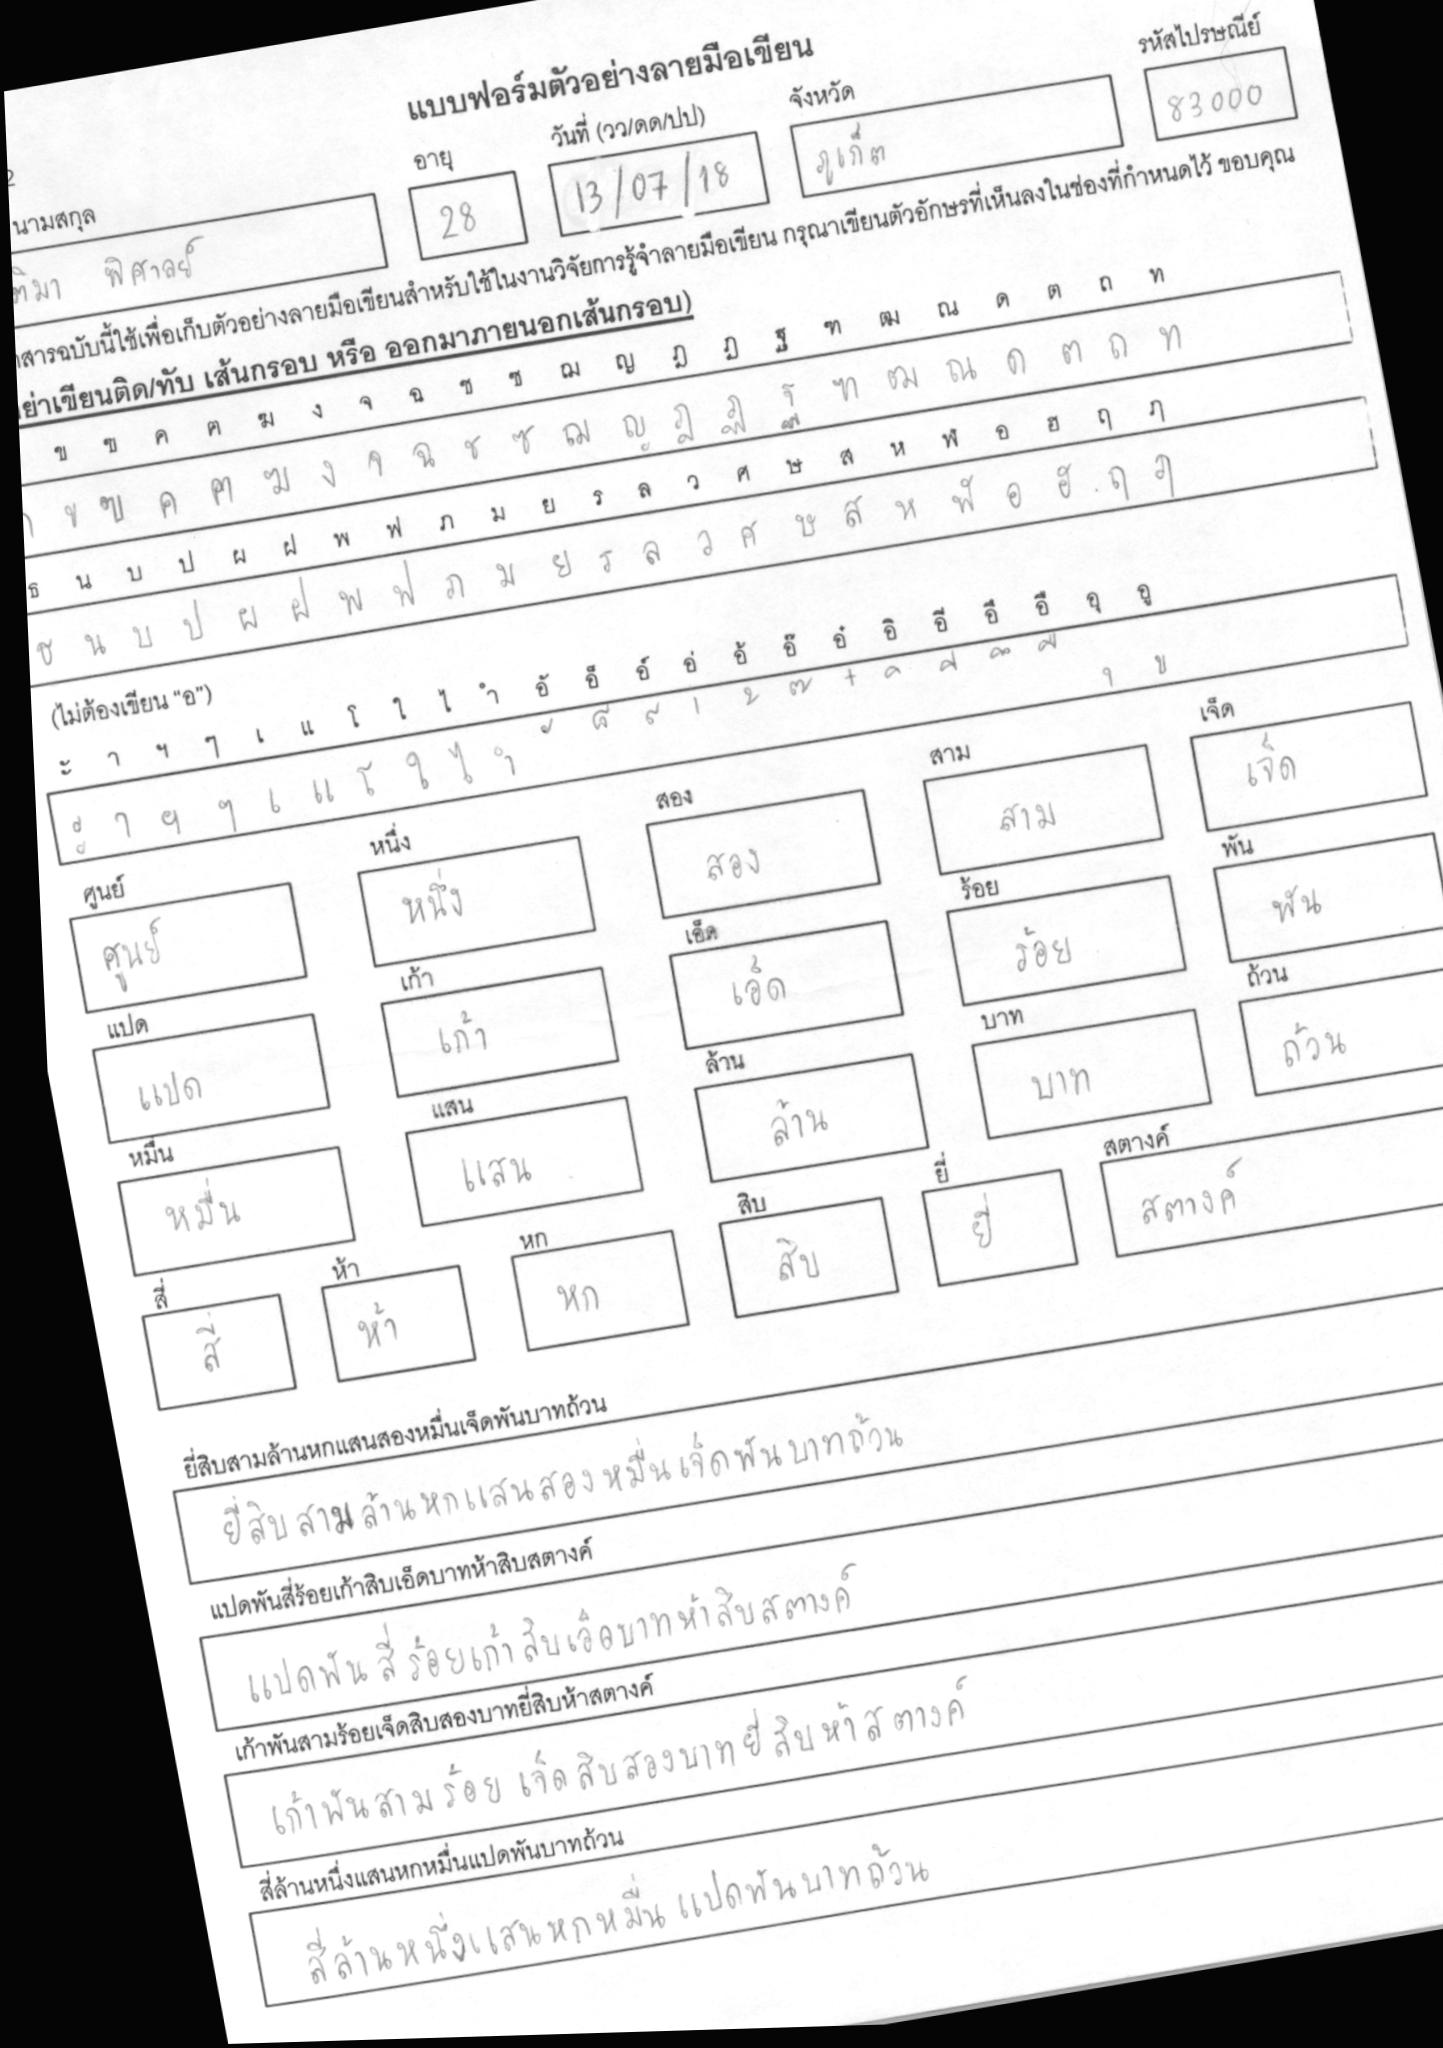 แบบฟอร์มตัวอย่างลายมือเขียน
นามสกุล อายุ วันที่ (วว/ดด/ปป) จังหวัด รหัสไปรษณีย์
ติมา พิศาลย์ 28 13/07/18 ภูเก็ต 83000
สารฉบับนี้ใช้เพื่อเก็บตัวอย่างลายมือเขียนสำหรับใช้ในงานวิจัยการรู้จำลายมือเขียน กรุณาเขียนตัวอักษรที่เห็นลงในช่องที่กำหนดไว้ ขอบคุณ
ย่าเขียนติด/ทับ เส้นกรอบ หรือ ออกมาภายนอกเส้นกรอบ)
ข ฃ ค ฅ ฆ ง จ ฉ ช ซ ฌ ญ ฎ ฏ ฐ ฑ ฒ ณ ด ต ถ ท
ข ฃ ค ฅ ฆ ง จ ฉ ช ซ ฌ ญ ฎ ฏ ฐ ฑ ฒ ณ ด ต ถ ท
ธ น บ ป ผ ฝ พ ฟ ภ ม ย ร ล ว ศ ษ ส ห ฬ อ ฮ ฤ ฦ
ธ น บ ป ผ ฝ พ ฟ ภ ม ย ร ล ว ศ ษ ส ห ฬ อ ฮ ฤ ฦ
(ไม่ต้องเขียน “อ”)
ะ า ฯ ๆ เ แ โ ใ ไ ำ อั อ็ อ์ อ่ อ้ อ๊ อ๋ อิ อี อึ อื อุ อู
ะ า ฯ ๆ เ แ โ ใ ไ ำ ั ็ ์ ่ ้ ๊ ๋ ิ ี ึ ื ุ ู
ศูนย์ หนึ่ง สอง สาม เจ็ด
ศูนย์ หนึ่ง สอง สาม เจ็ด
แปด เก้า เอ็ด ร้อย พัน
แปด เก้า เอ็ด ร้อย พัน
หมื่น แสน ล้าน บาท ถ้วน
หมื่น แสน ล้าน บาท ถ้วน
สี่ ห้า หก สิบ ยี่ สตางค์
สี่ ห้า หก สิบ ยี่ สตางค์
ยี่สิบสามล้านหกแสนสองหมื่นเจ็ดพันบาทถ้วน
ยี่สิบสามล้านหกแสนสองหมื่นเจ็ดพันบาทถ้วน
แปดพันสี่ร้อยเก้าสิบเอ็ดบาทห้าสิบสตางค์
แปดพันสี่ร้อยเก้าสิบเอ็ดบาทห้าสิบสตางค์
เก้าพันสามร้อยเจ็ดสิบสองบาทยี่สิบห้าสตางค์
เก้าพันสามร้อย เจ็ดสิบสองบาทยี่สิบห้าสตางค์
สี่ล้านหนึ่งแสนหกหมื่นแปดพันบาทถ้วน
สี่ล้านหนึ่งแสนหกหมื่นแปดพันบาทถ้วน